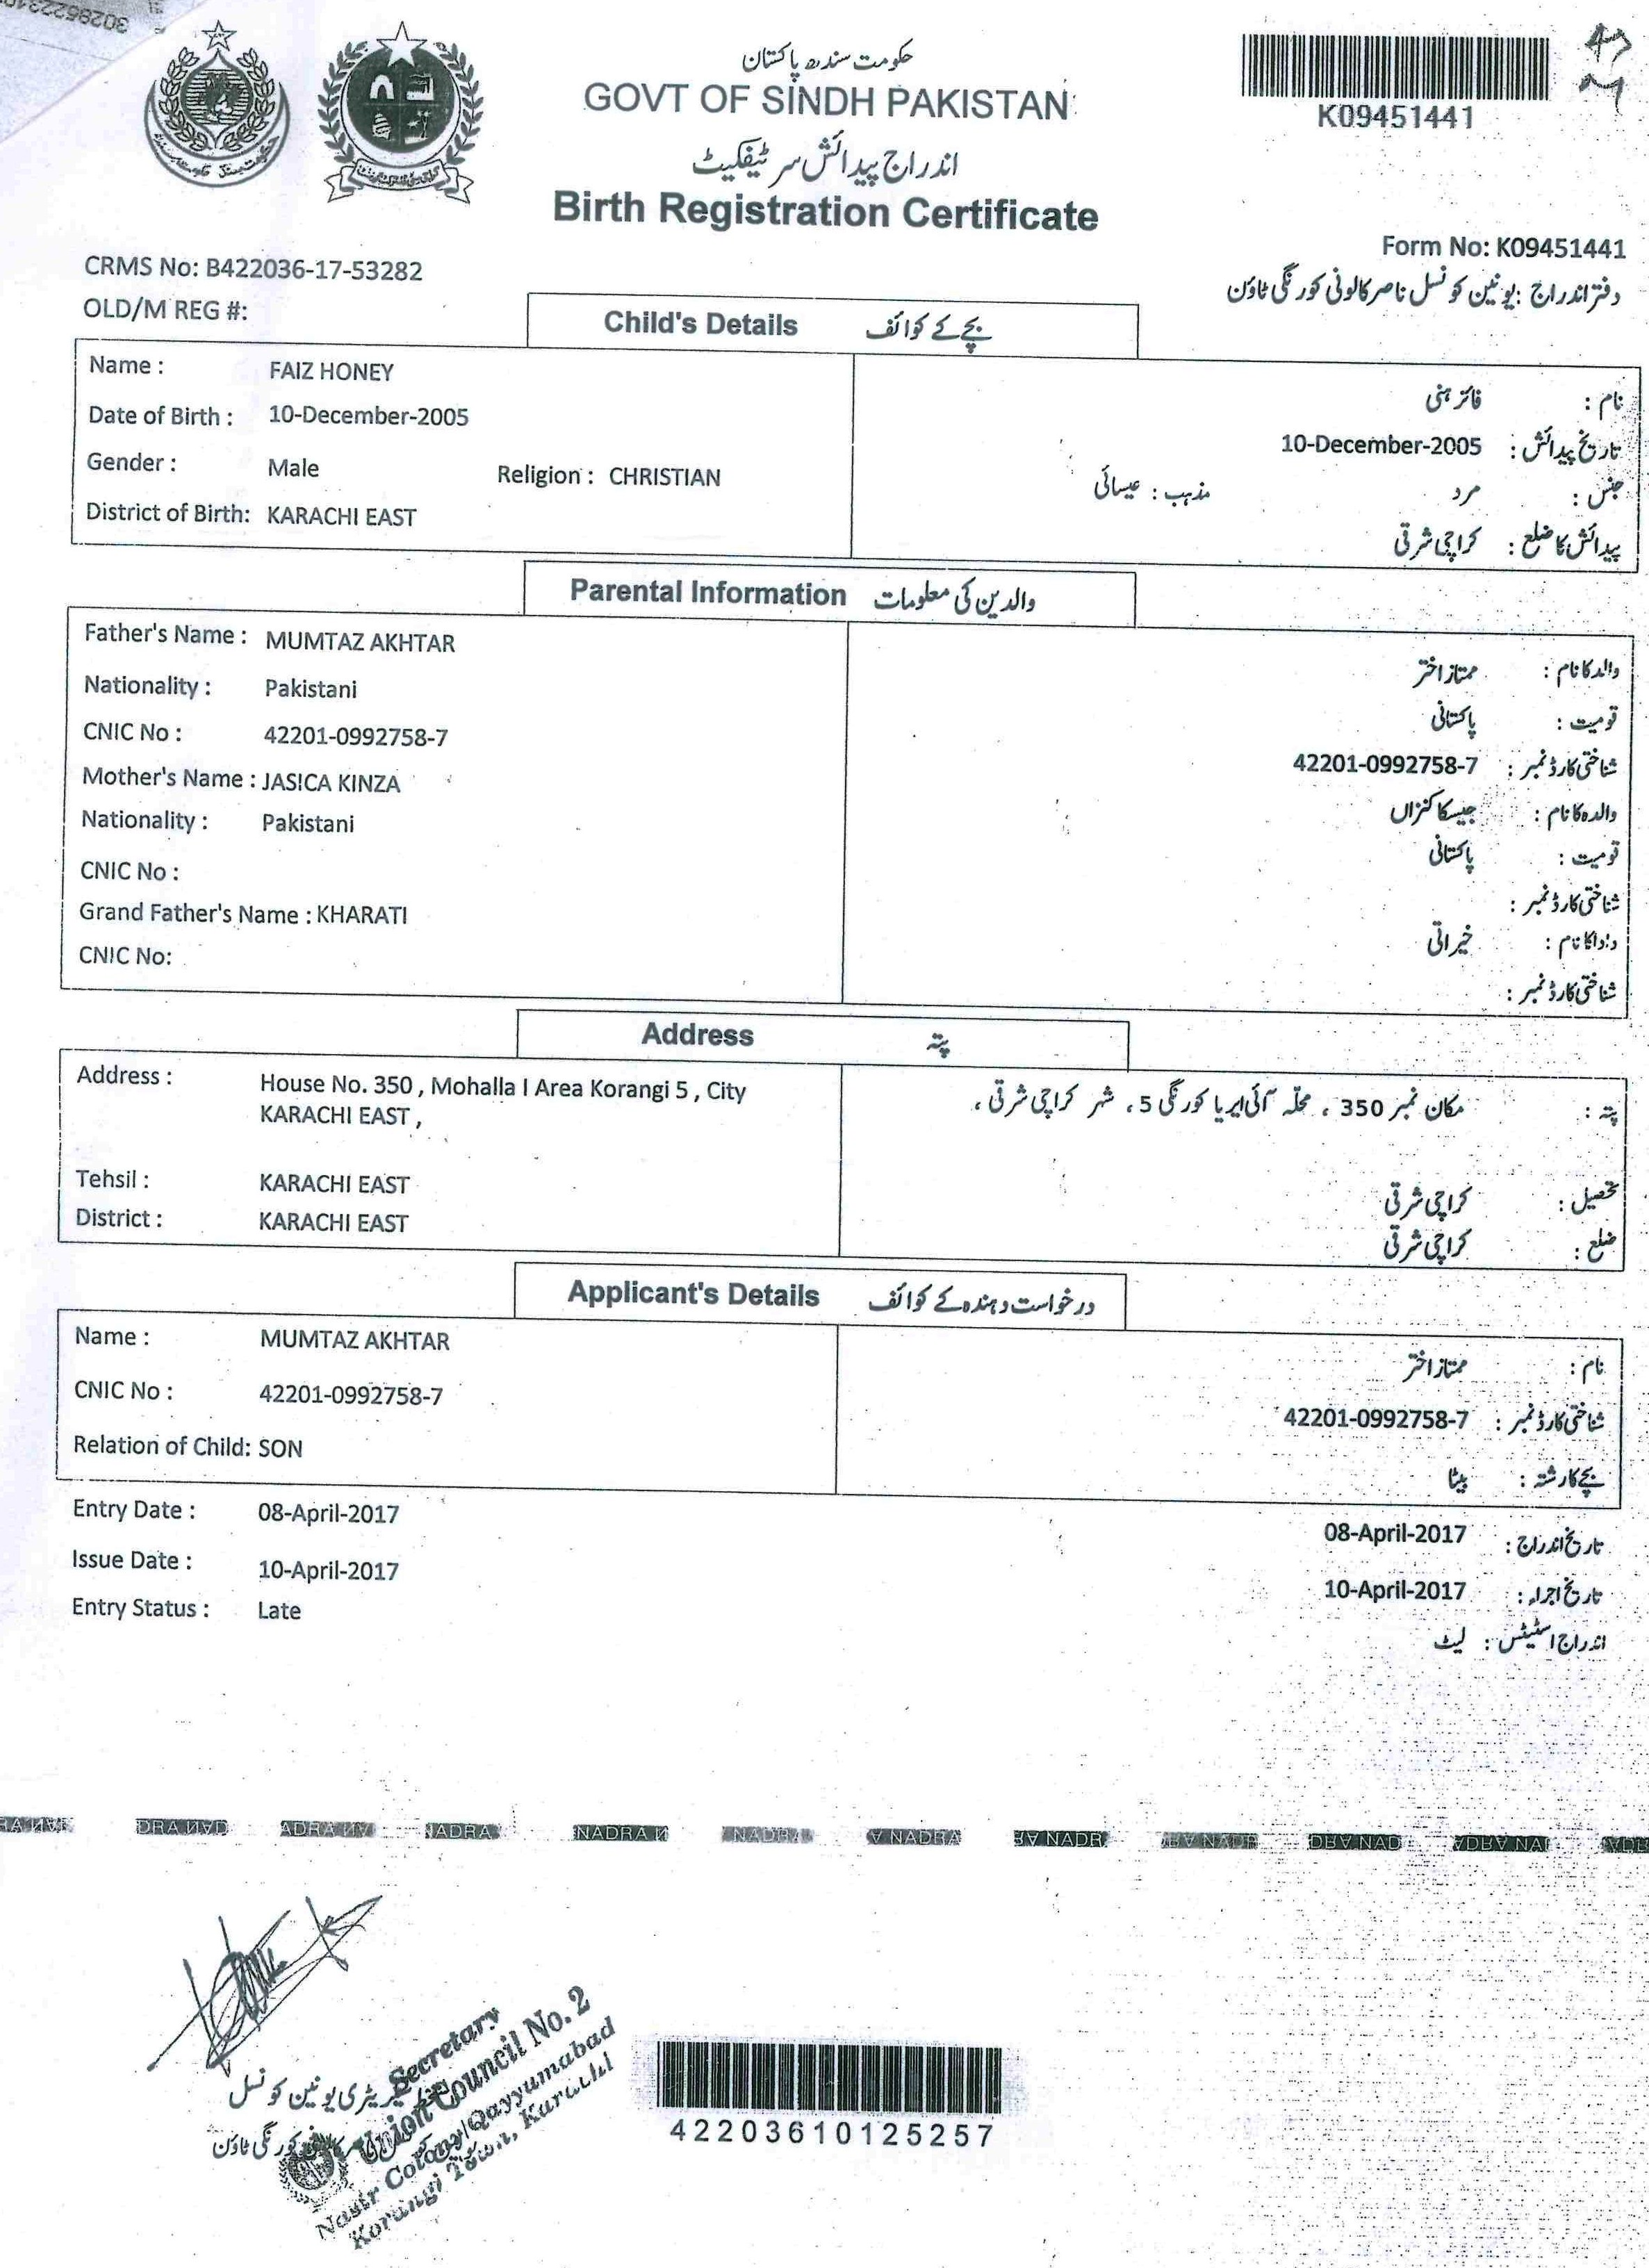 حکومت سندھ پاکستان
GOVT OF SINDH PAKISTAN
K09451441
اندراج پیدائش سرٹیفکیٹ
Birth Registration Certificate
Form No: K09451441
CRMS No: B422036-17-53282
دفتر اندراج : یونین کونسل ناصر کالونی کورنگی ٹاؤن
OLD/M REG #:
Child's Details بچے کے کوائف
Name : FAIZ HONEY
نام : فائز ہنی
Date of Birth : 10-December-2005
تاریخ پیدائش : 10-December-2005
Gender : Male Religion : CHRISTIAN
جنس : مرد مذہب : عیسائی
District of Birth: KARACHI EAST
پیدائش کا ضلع : کراچی شرقی
Parental Information والدین کی معلومات
Father's Name : MUMTAZ AKHTAR
والد کا نام : ممتاز اختر
Nationality : Pakistani
قومیت : پاکستانی
CNIC No : 42201-0992758-7
شناختی کارڈ نمبر : 42201-0992758-7
Mother's Name : JASICA KINZA
والدہ کا نام : جیسکا کنزاں
Nationality : Pakistani
قومیت : پاکستانی
CNIC No :
شناختی کارڈ نمبر :
Grand Father's Name : KHARATI
دادا کا نام : خیراتی
CNIC No:
شناختی کارڈ نمبر :
Address پتہ
Address : House No. 350 , Mohalla I Area Korangi 5 , City
KARACHI EAST ,
پتہ : مکان نمبر 350 ، محلہ آئی ایریا کورنگی 5 ، شہر کراچی شرقی ،
Tehsil : KARACHI EAST
تحصیل : کراچی شرقی
District : KARACHI EAST
ضلع : کراچی شرقی
Applicant's Details درخواست دہندہ کے کوائف
Name : MUMTAZ AKHTAR
نام : ممتاز اختر
CNIC No : 42201-0992758-7
شناختی کارڈ نمبر : 42201-0992758-7
Relation of Child: SON
بچے کا رشتہ : بیٹا
Entry Date : 08-April-2017
تاریخ اندراج : 08-April-2017
Issue Date : 10-April-2017
تاریخ اجراء : 10-April-2017
Entry Status : Late
اندراج اسٹیٹس : لیٹ
NADRA NADRA NADRA NADRA
سیکریٹری یونین کونسل
کورنگی ٹاؤن
Secretary
Union Council No. 2
Nasir Colony/Qayyumabad
Korangi Town, Karachi
42203610125257